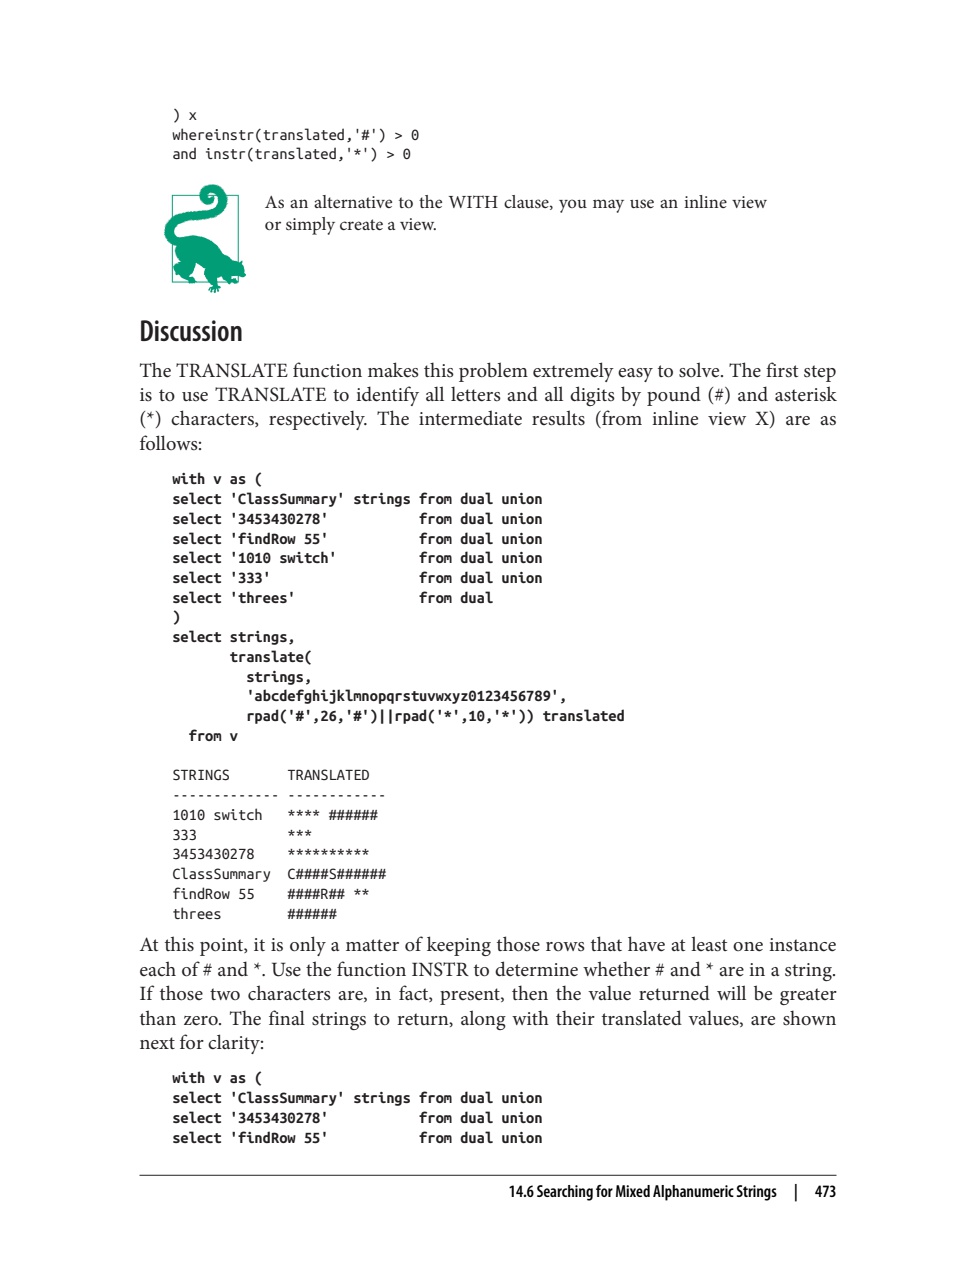 ) x
whereinstr(translated,'#') > 0
and instr(translated,'*') > 0
As an alternative to the WITH clause, you may use an inline view
or simply create a view.
Discussion
The TRANSLATE function makes this problem extremely easy to solve. The first step
is to use TRANSLATE to identify all letters and all digits by pound (#) and asterisk
(*) characters, respectively. The intermediate results (from inline view X) are as
follows:
with v as (
select 'ClassSummary' strings from dual union
select '3453430278'           from dual union
select 'findRow 55'           from dual union
select '1010 switch'          from dual union
select '333'                  from dual union
select 'threes'               from dual
)
select strings,
       translate(
         strings,
         'abcdefghijklmnopqrstuvwxyz0123456789',
         rpad('#',26,'#')||rpad('*',10,'*')) translated
  from v
STRINGS       TRANSLATED
------------- ------------
1010 switch   **** ######
333           ***
3453430278    **********
ClassSummary  C####S######
findRow 55    ####R## **
threes        ######
At this point, it is only a matter of keeping those rows that have at least one instance
each of # and *. Use the function INSTR to determine whether # and * are in a string.
If those two characters are, in fact, present, then the value returned will be greater
than zero. The final strings to return, along with their translated values, are shown
next for clarity:
with v as (
select 'ClassSummary' strings from dual union
select '3453430278'           from dual union
select 'findRow 55'           from dual union
14.6 Searching for Mixed Alphanumeric Strings | 473